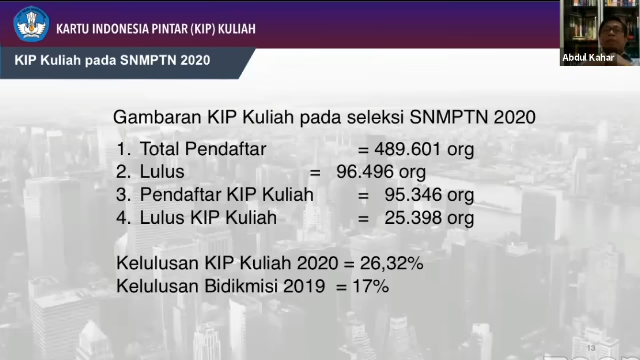 KARTU INDONESIA PINTAR (KIP) KULIAH
KIP Kuliah pada SNMPTN 2020
Abdul Kahar
Gambaran KIP Kuliah pada seleksi SNMPTN 2020
1. Total Pendaftar = 489.601 org
2. Lulus = 96.496 org
3. Pendaftar KIP Kuliah = 95.346 org
4. Lulus KIP Kuliah = 25.398 org
Kelulusan KIP Kuliah 2020 = 26,32%
Kelulusan Bidikmisi 2019 = 17%
13